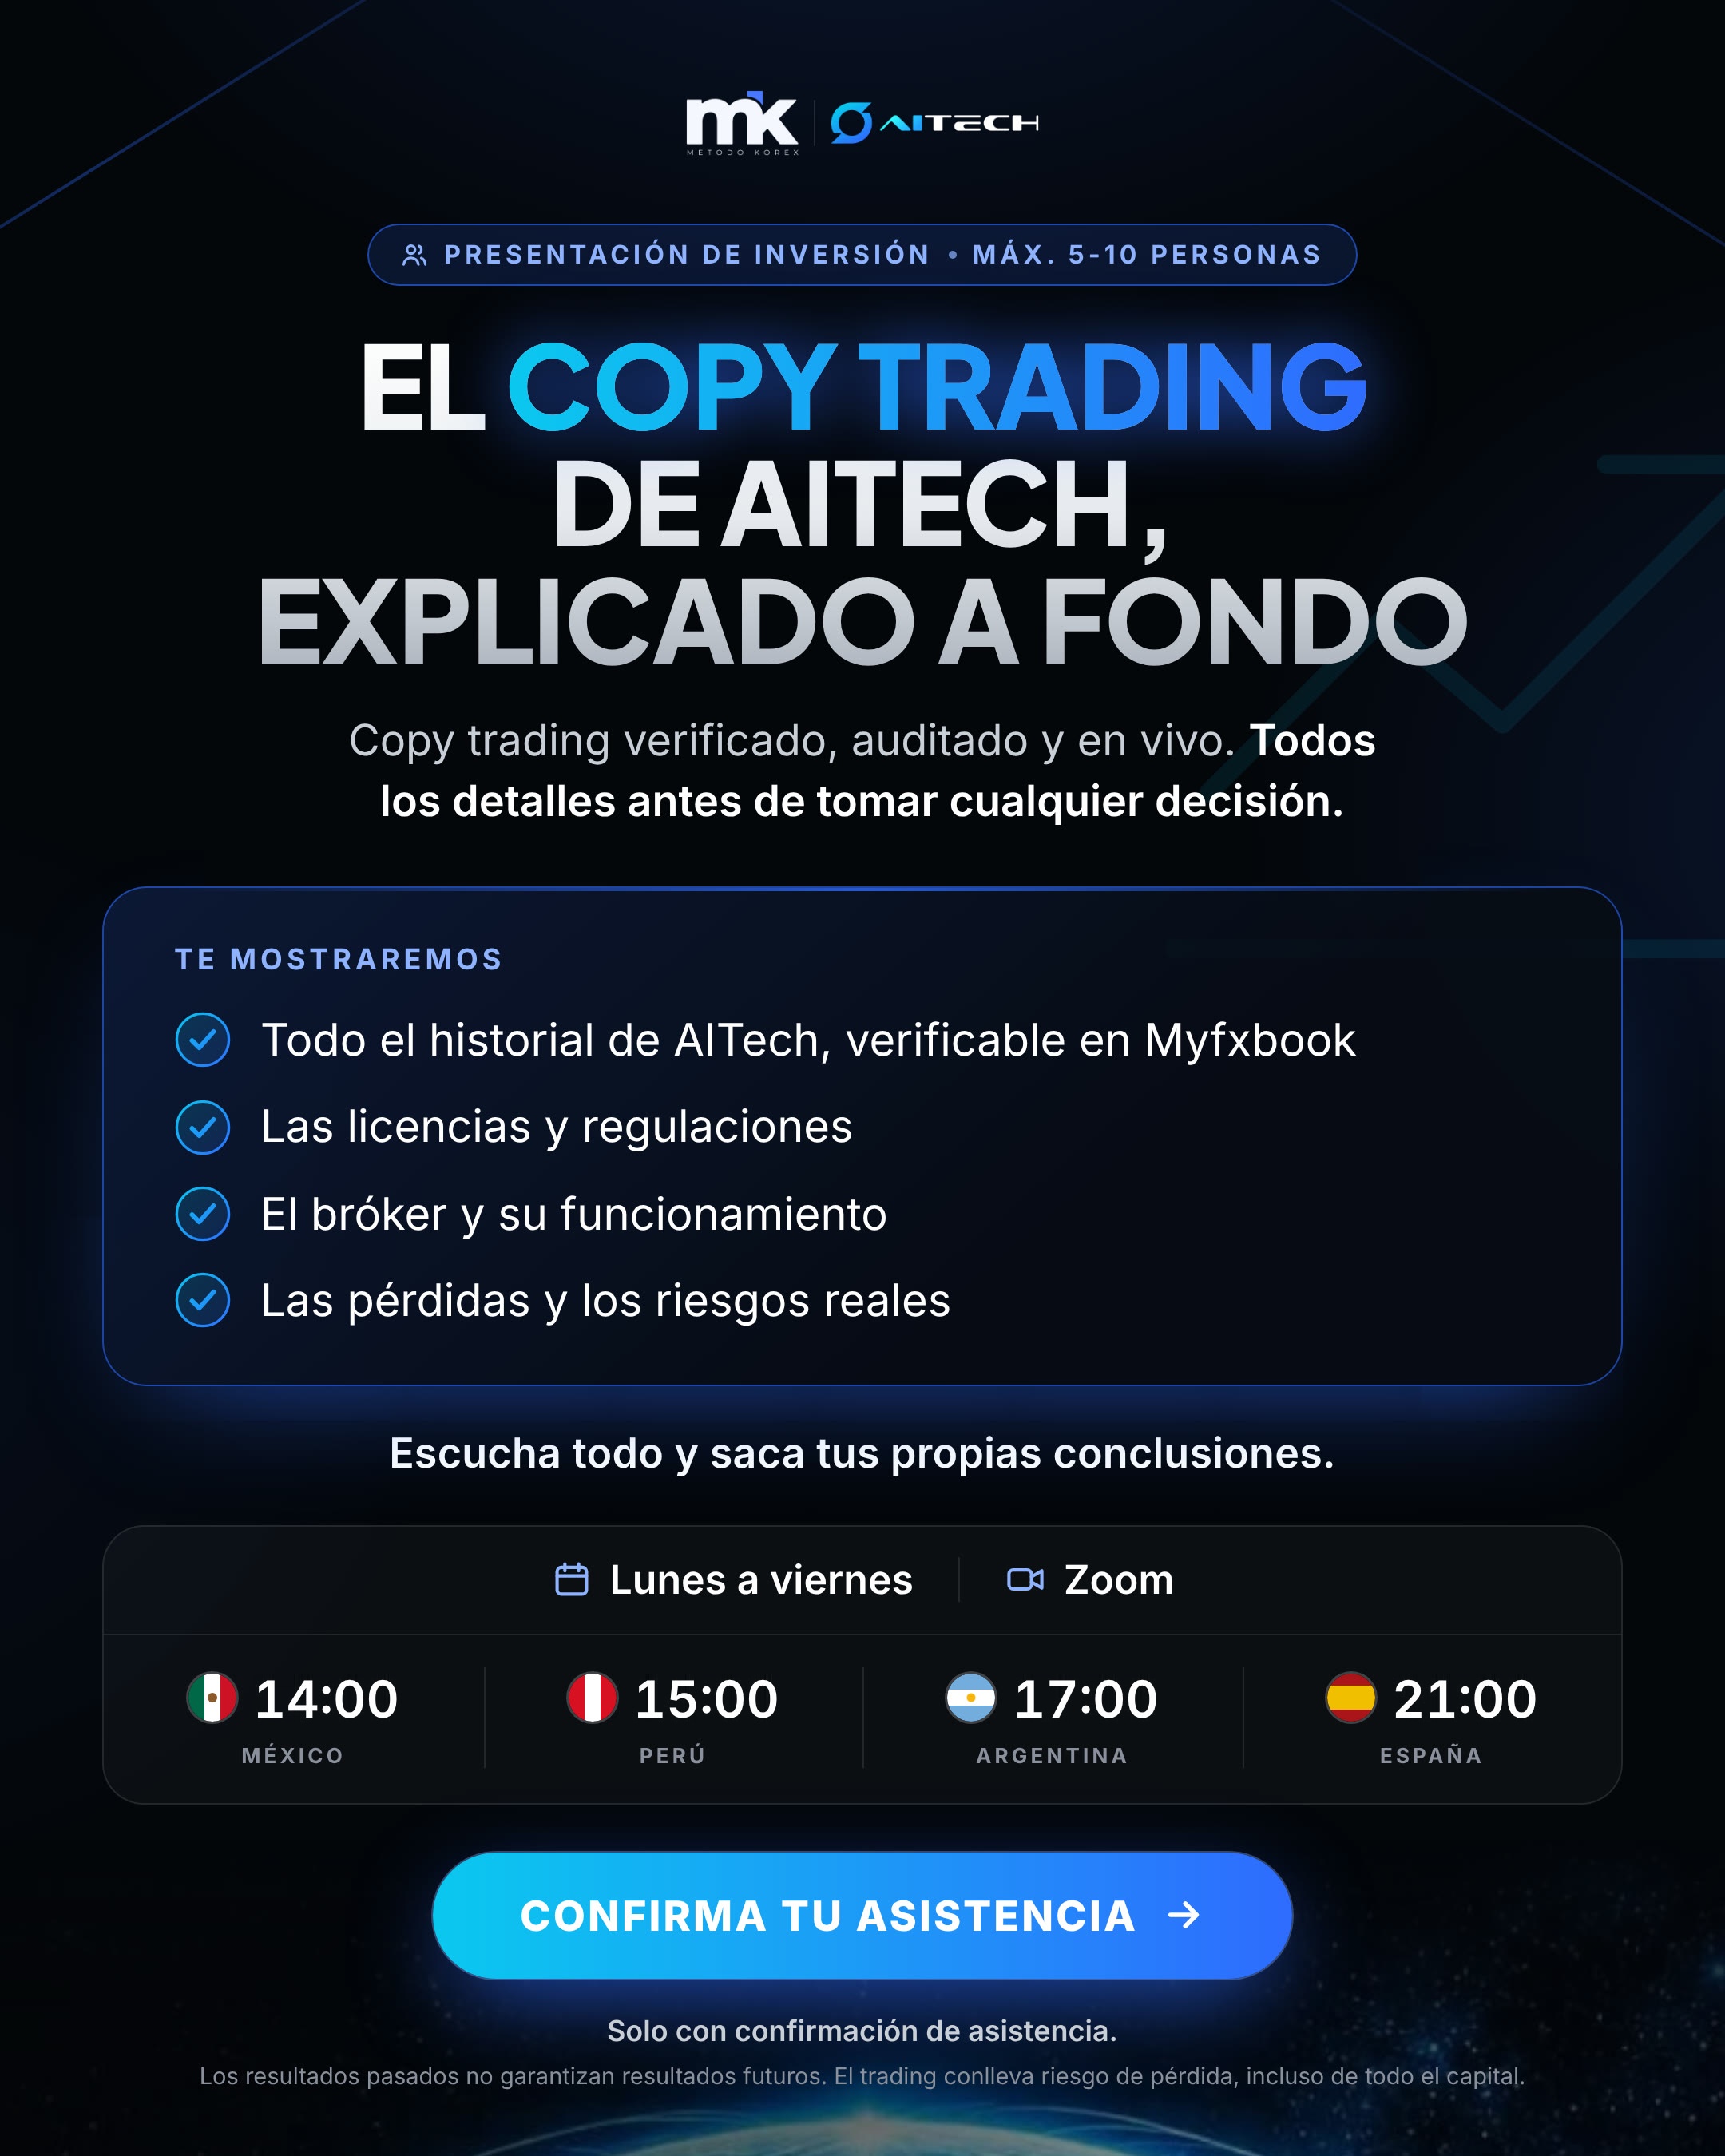 mk
METODO KOREX
AITECH
PRESENTACIÓN DE INVERSIÓN • MÁX. 5-10 PERSONAS
EL COPY TRADING
DE AITECH,
EXPLICADO A FONDO
Copy trading verificado, auditado y en vivo. Todos
los detalles antes de tomar cualquier decisión.
TE MOSTRAREMOS
Todo el historial de AITech, verificable en Myfxbook
Las licencias y regulaciones
El bróker y su funcionamiento
Las pérdidas y los riesgos reales
Escucha todo y saca tus propias conclusiones.
Lunes a viernes
Zoom
14:00
MÉXICO
15:00
PERÚ
17:00
ARGENTINA
21:00
ESPAÑA
CONFIRMA TU ASISTENCIA →
Solo con confirmación de asistencia.
Los resultados pasados no garantizan resultados futuros. El trading conlleva riesgo de pérdida, incluso de todo el capital.